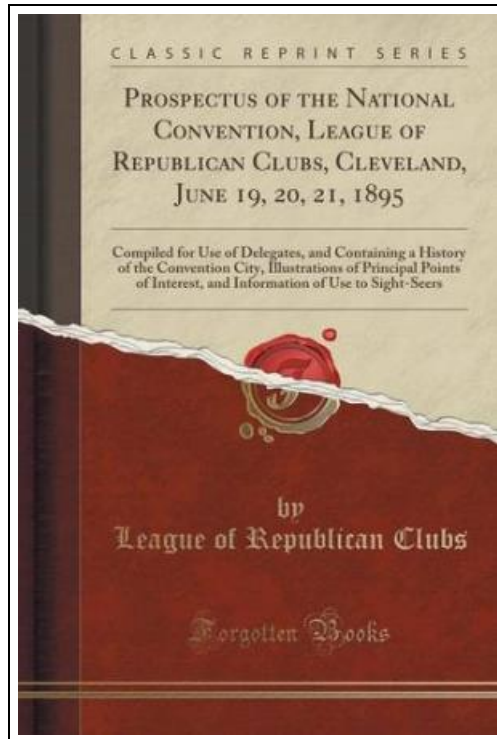 CLASSIC REPRINT SERIES
PROSPECTUS OF THE NATIONAL
CONVENTION, LEAGUE OF
REPUBLICAN CLUBS, CLEVELAND,
JUNE 19, 20, 21, 1895
Compiled for Use of Delegates, and Containing a History
of the Convention City, Illustrations of Principal Points
of Interest, and Information of Use to Sight-Seers
by
League of Republican Clubs
Forgotten Books